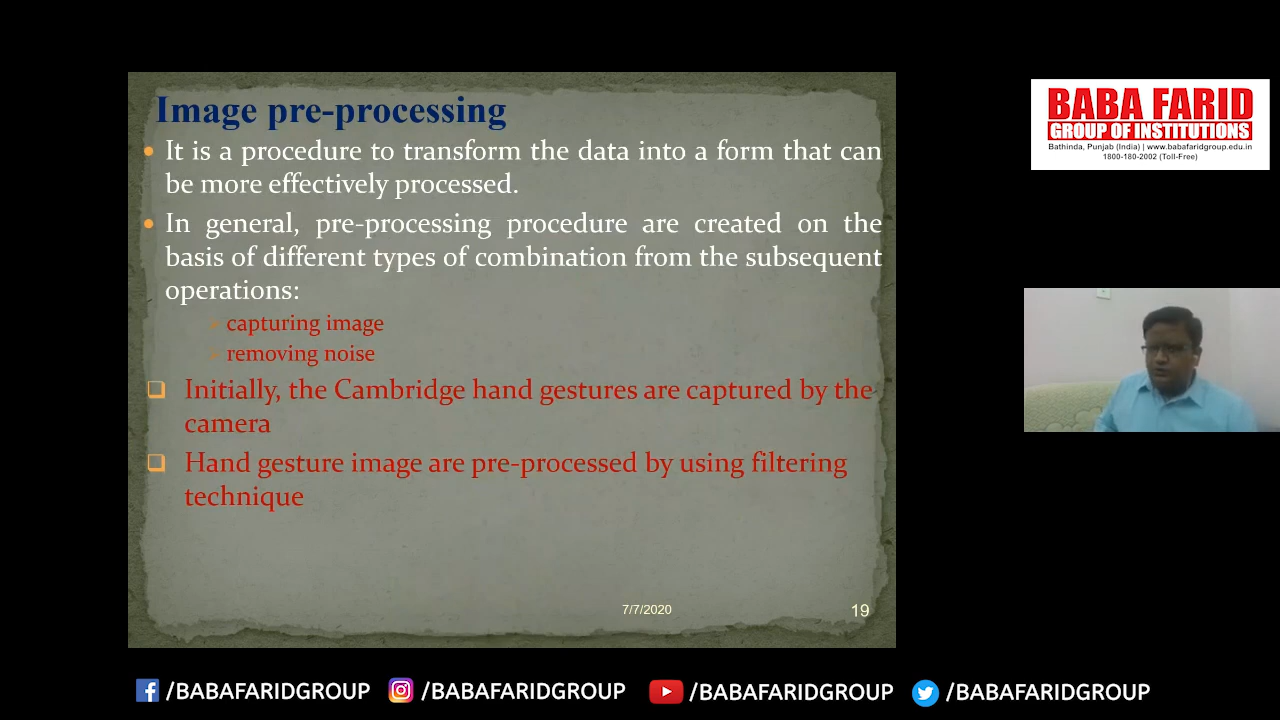 Image pre-processing
It is a procedure to transform the data into a form that can
be more effectively processed.
In general, pre-processing procedure are created on the
basis of different types of combination from the subsequent
operations:
capturing image
removing noise
Initially, the Cambridge hand gestures are captured by the
camera
Hand gesture image are pre-processed by using filtering
technique
7/7/2020
19
BABA FARID
GROUP OF INSTITUTIONS
Bathinda, Punjab (India) | www.babafaridgroup.edu.in
1800-180-2002 (Toll-Free)
/BABAFARIDGROUP
/BABAFARIDGROUP
/BABAFARIDGROUP
/BABAFARIDGROUP